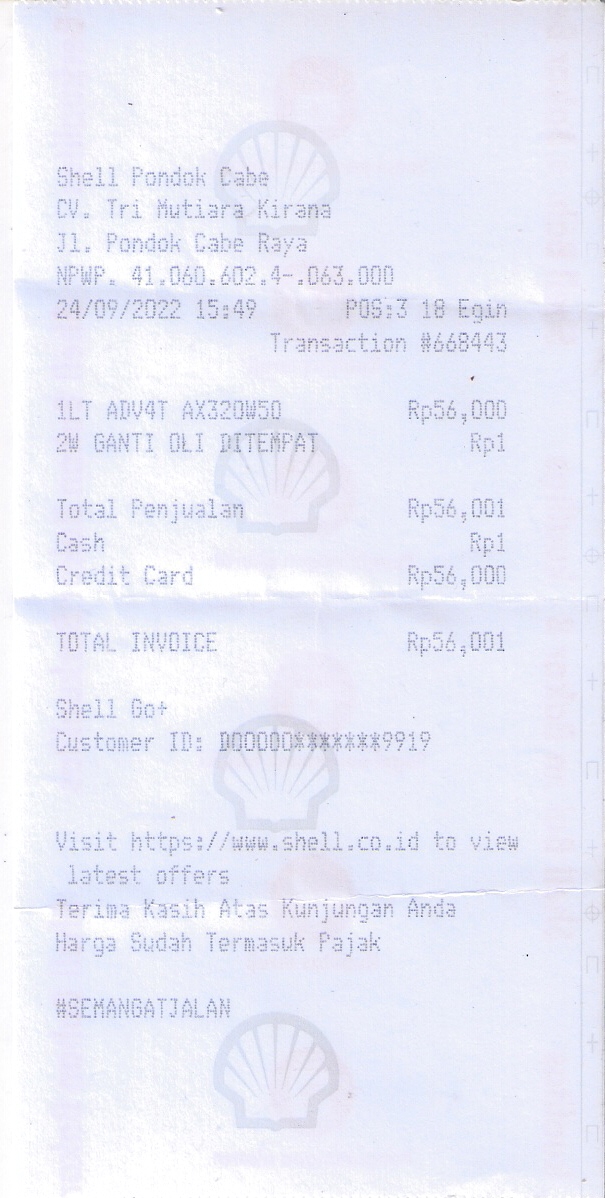 Shell Pondok Cabe
CV. Tri Mutiara Kirana
Jl. Pondok Cabe Raya
NPWP. 41.060.602.4-.063.000
24/09/2022 15:49 POS:3 18 Egin
Transaction #668443
1LT ADV4T AX320W50 Rp56,000
2W GANTI OLI DITEMPAT Rp1
Total Penjualan Rp56,001
Cash Rp1
Credit Card Rp56,000
TOTAL INVOICE Rp56,001
Shell Go+
Customer ID: D00000*******9919
Visit https://www.shell.co.id to view
latest offers
Terima Kasih Atas Kunjungan Anda
Harga Sudah Termasuk Pajak
#SEMANGATJALAN